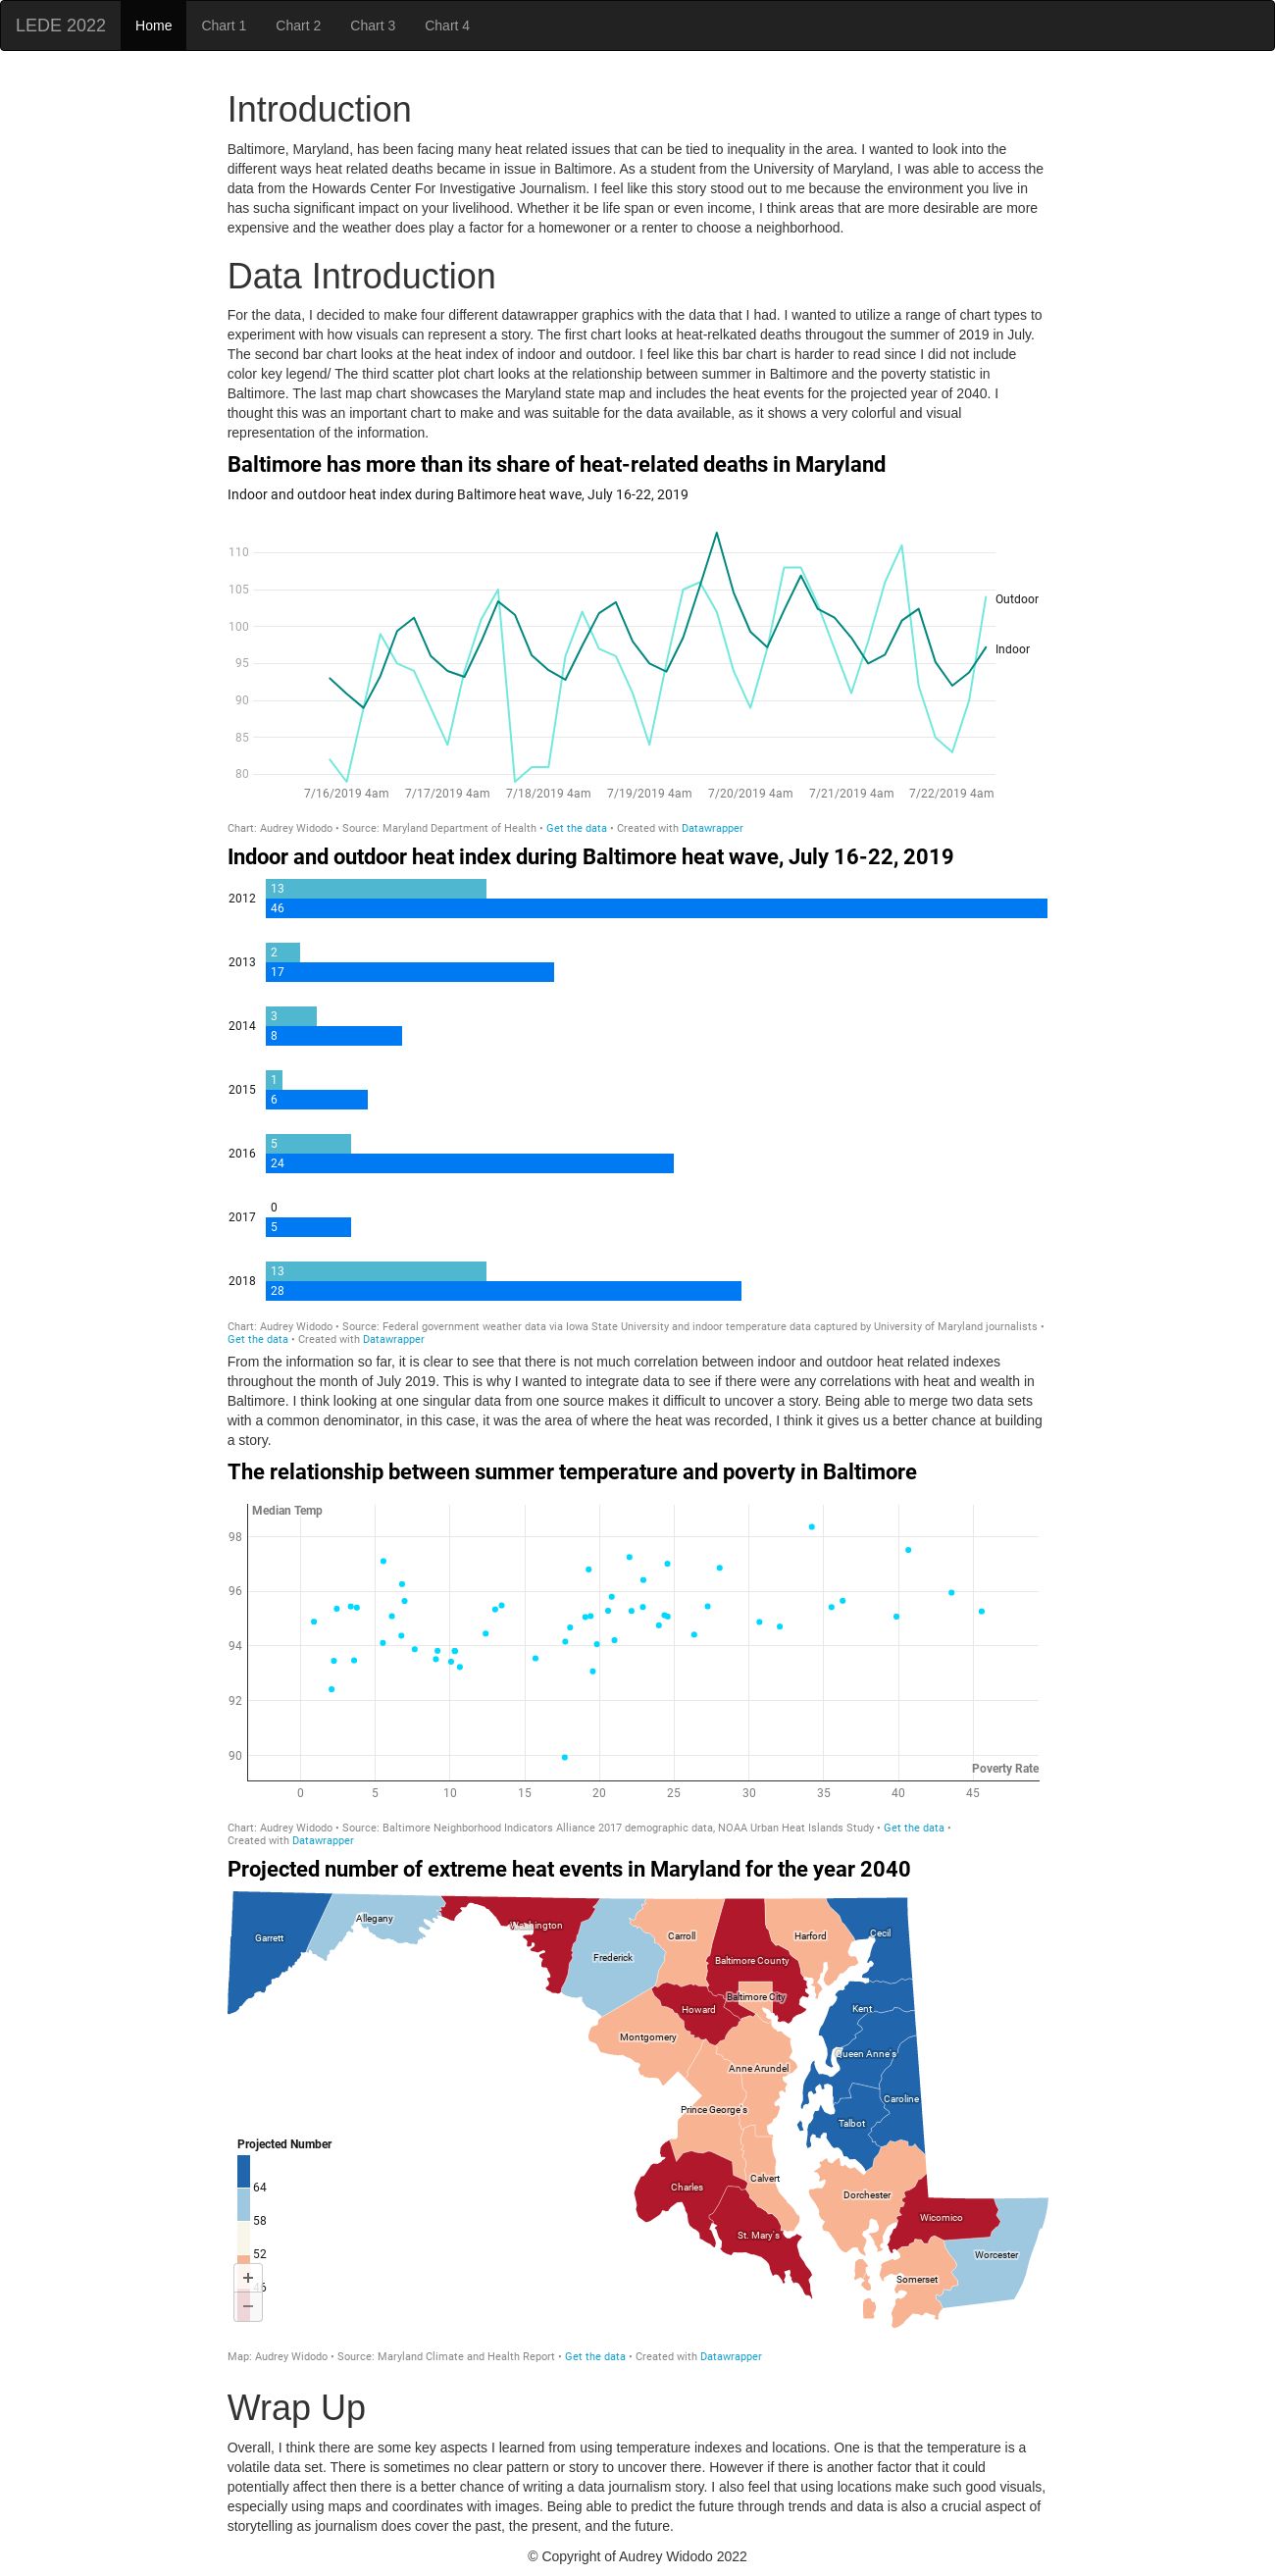 LEDE 2022 Home Chart 1 Chart 2 Chart 3 Chart 4
Introduction
Baltimore, Maryland, has been facing many heat related issues that can be tied to inequality in the area. I wanted to look into the
different ways heat related deaths became in issue in Baltimore. As a student from the University of Maryland, I was able to access the
data from the Howards Center For Investigative Journalism. I feel like this story stood out to me because the environment you live in
has sucha significant impact on your livelihood. Whether it be life span or even income, I think areas that are more desirable are more
expensive and the weather does play a factor for a homewoner or a renter to choose a neighborhood.
Data Introduction
For the data, I decided to make four different datawrapper graphics with the data that I had. I wanted to utilize a range of chart types to
experiment with how visuals can represent a story. The first chart looks at heat-relkated deaths througout the summer of 2019 in July.
The second bar chart looks at the heat index of indoor and outdoor. I feel like this bar chart is harder to read since I did not include
color key legend/ The third scatter plot chart looks at the relationship between summer in Baltimore and the poverty statistic in
Baltimore. The last map chart showcases the Maryland state map and includes the heat events for the projected year of 2040. I
thought this was an important chart to make and was suitable for the data available, as it shows a very colorful and visual
representation of the information.
Baltimore has more than its share of heat-related deaths in Maryland
Indoor and outdoor heat index during Baltimore heat wave, July 16-22, 2019
110
105
Outdoor
100
Indoor
95
90
85
80
7/16/2019 4am 7/17/2019 4am 7/18/2019 4am 7/19/2019 4am 7/20/2019 4am 7/21/2019 4am 7/22/2019 4am
Chart: Audrey Widodo • Source: Maryland Department of Health • Get the data • Created with Datawrapper
Indoor and outdoor heat index during Baltimore heat wave, July 16-22, 2019
13
2012
46
2
2013
17
3
2014
8
1
2015
6
5
2016
24
0
2017
5
13
2018
28
Chart: Audrey Widodo • Source: Federal government weather data via Iowa State University and indoor temperature data captured by University of Maryland journalists •
Get the data • Created with Datawrapper
From the information so far, it is clear to see that there is not much correlation between indoor and outdoor heat related indexes
throughout the month of July 2019. This is why I wanted to integrate data to see if there were any correlations with heat and wealth in
Baltimore. I think looking at one singular data from one source makes it difficult to uncover a story. Being able to merge two data sets
with a common denominator, in this case, it was the area of where the heat was recorded, I think it gives us a better chance at building
a story.
The relationship between summer temperature and poverty in Baltimore
Median Temp
98
96
94
92
90
Poverty Rate
0 5 10 15 20 25 30 35 40 45
Chart: Audrey Widodo • Source: Baltimore Neighborhood Indicators Alliance 2017 demographic data, NOAA Urban Heat Islands Study • Get the data •
Created with Datawrapper
Projected number of extreme heat events in Maryland for the year 2040
Allegany
Washington
Garrett
Carroll
Harford
Cecil
Frederick
Baltimore County
Baltimore City
Howard
Kent
Montgomery
Queen Anne's
Anne Arundel
Caroline
Prince George's
Talbot
Projected Number
Calvert
Charles
64
Dorchester
Wicomico
58
St. Mary's
52
Worcester
Somerset
+
−
Map: Audrey Widodo • Source: Maryland Climate and Health Report • Get the data • Created with Datawrapper
Wrap Up
Overall, I think there are some key aspects I learned from using temperature indexes and locations. One is that the temperature is a
volatile data set. There is sometimes no clear pattern or story to uncover there. However if there is another factor that it could
potentially affect then there is a better chance of writing a data journalism story. I also feel that using locations make such good visuals,
especially using maps and coordinates with images. Being able to predict the future through trends and data is also a crucial aspect of
storytelling as journalism does cover the past, the present, and the future.
© Copyright of Audrey Widodo 2022